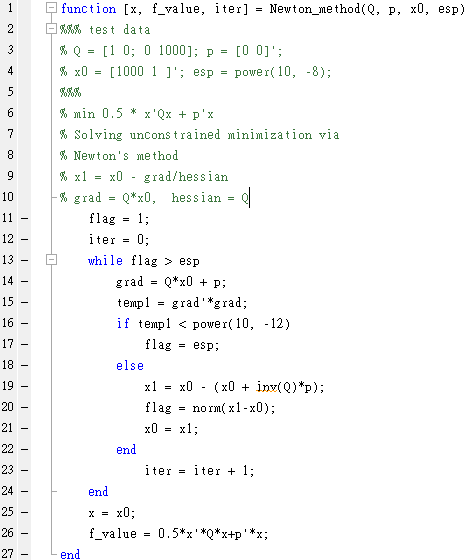 1 function [x, f_value, iter] = Newton_method(Q, p, x0, esp)
2 %%% test data
3 % Q = [1 0; 0 1000]; p = [0 0]';
4 % x0 = [1000 1 ]'; esp = power(10, -8);
5 %%%
6 % min 0.5 * x'Qx + p'x
7 % Solving unconstrained minimization via
8 % Newton's method
9 % x1 = x0 - grad/hessian
10 % grad = Q*x0, hessian = Q
11 - flag = 1;
12 - iter = 0;
13 - while flag > esp
14 - grad = Q*x0 + p;
15 - temp1 = grad'*grad;
16 - if temp1 < power(10, -12)
17 - flag = esp;
18 - else
19 - x1 = x0 - (x0 + inv(Q)*p);
20 - flag = norm(x1-x0);
21 - x0 = x1;
22 - end
23 - iter = iter + 1;
24 - end
25 - x = x0;
26 - f_value = 0.5*x'*Q*x+p'*x;
27 - end